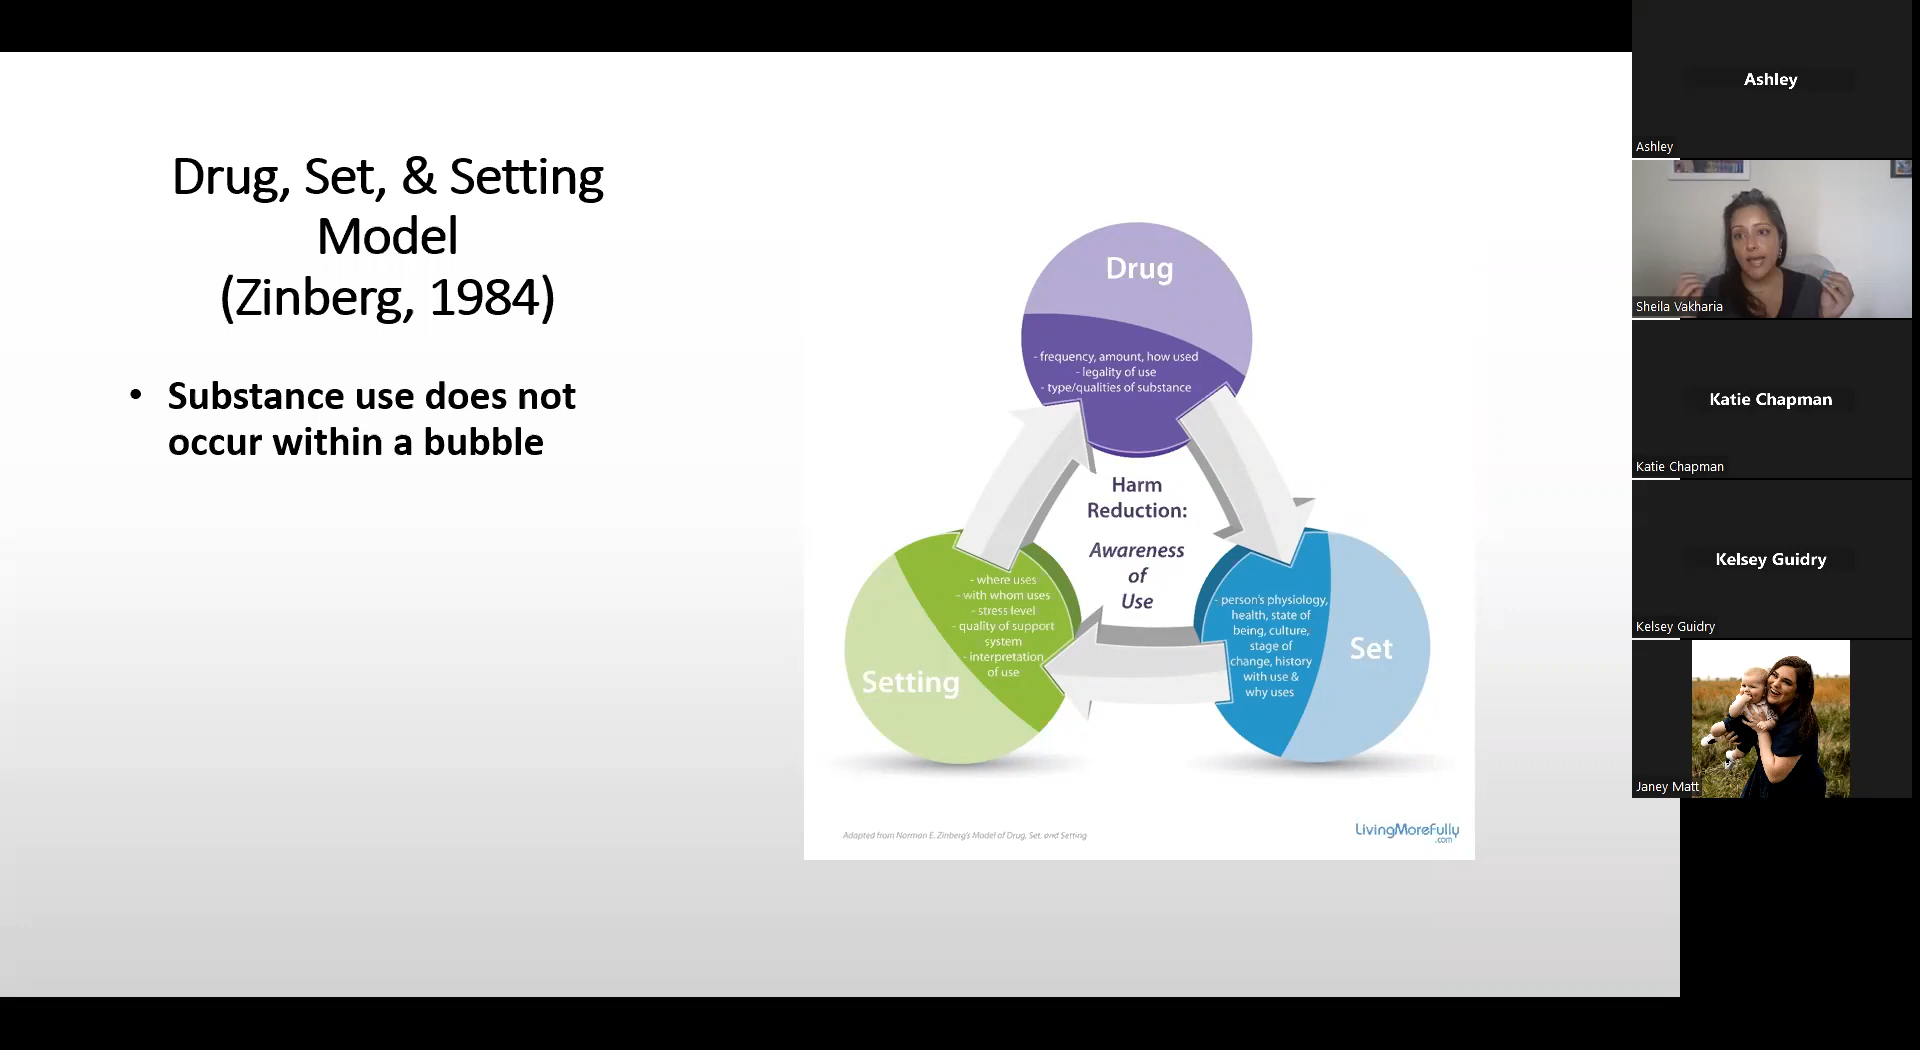 Drug, Set, & Setting
Model
(Zinberg, 1984)
• Substance use does not
occur within a bubble
Drug
- frequency, amount, how used
- legality of use
- type/qualities of substance
Harm
Reduction:
Awareness
of
Use
Setting
- where uses
- with whom uses
- stress level
- quality of support
system
- interpretation
of use
Set
- person's physiology,
health, state of
being, culture,
stage of
change, history
with use &
why uses
Adapted from Norman E. Zinberg's Model of Drug, Set, and Setting
LivingMoreFully
.com
Ashley
Ashley
Sheila Vakharia
Katie Chapman
Katie Chapman
Kelsey Guidry
Kelsey Guidry
Janey Matt